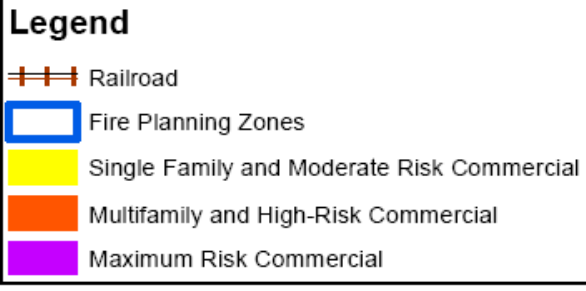 Legend
Railroad
Fire Planning Zones
Single Family and Moderate Risk Commercial
Multifamily and High-Risk Commercial
Maximum Risk Commercial